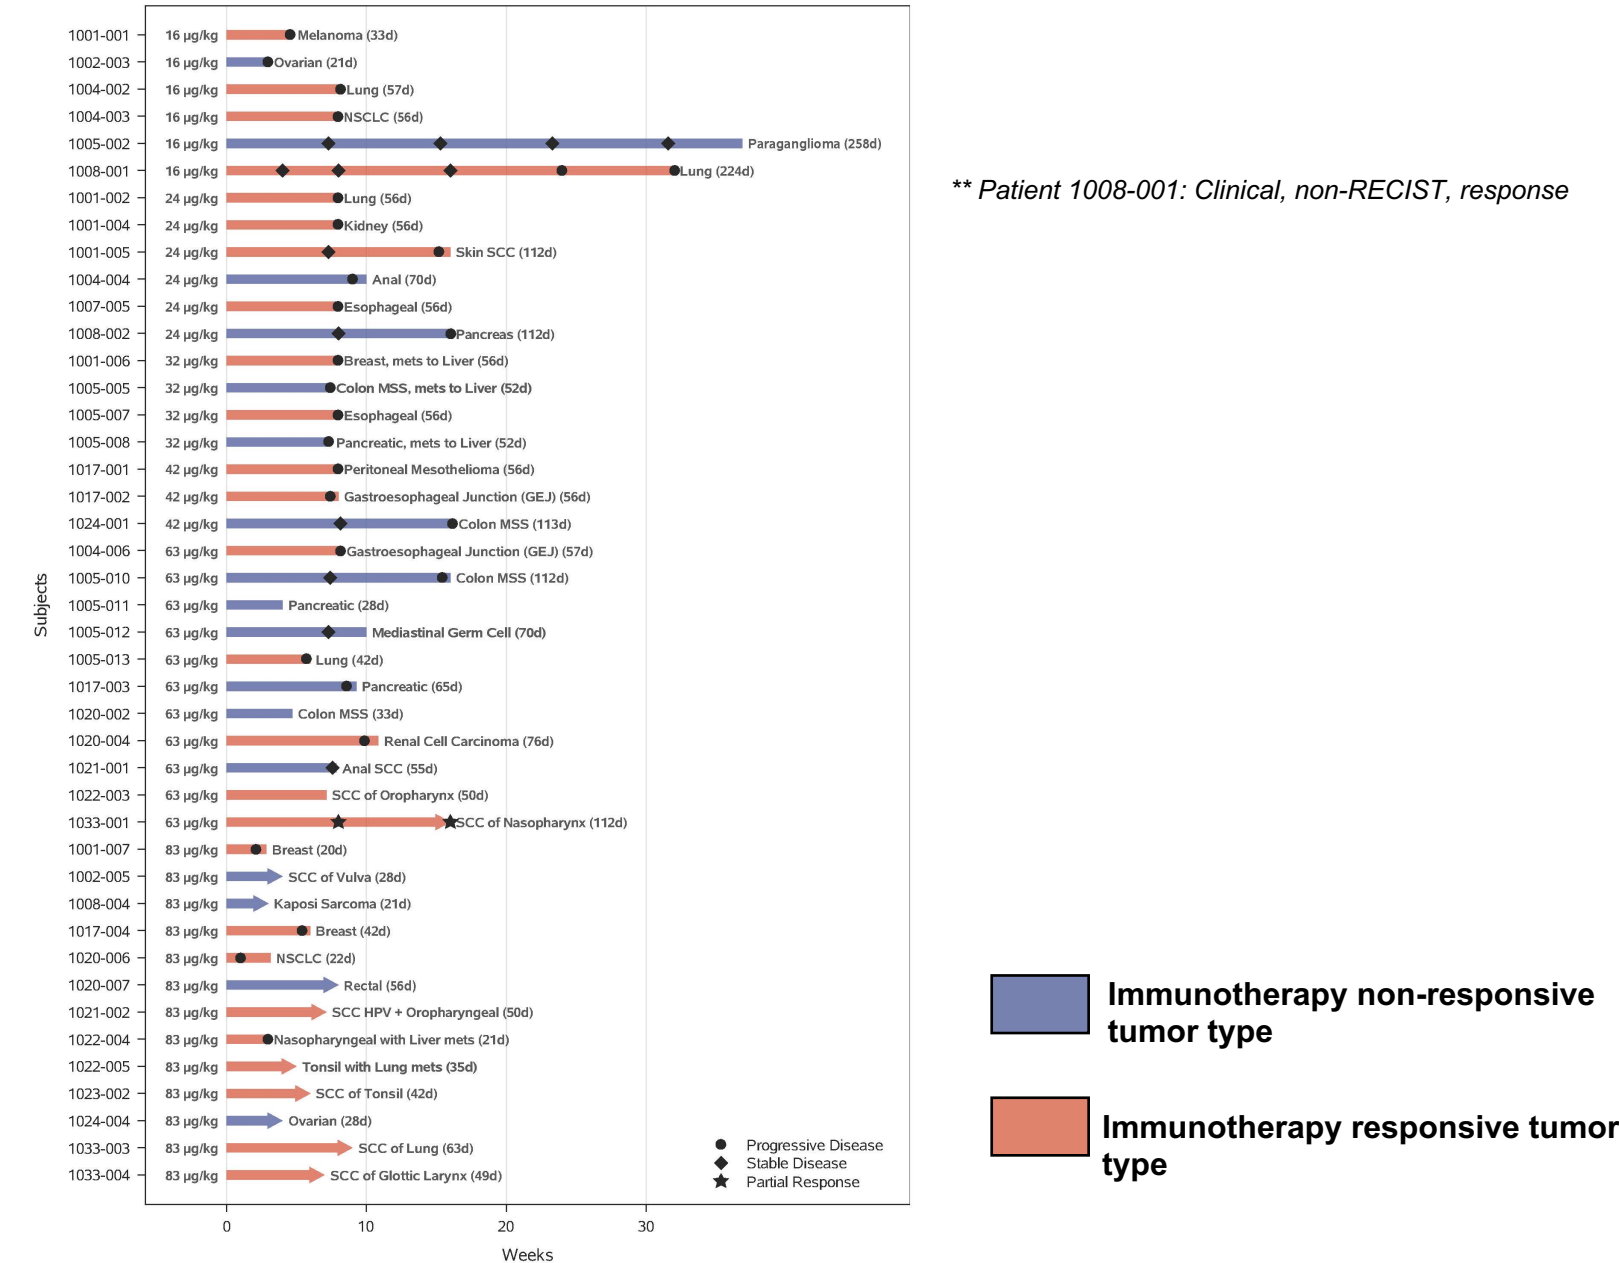 1001-001 16 µg/kg Melanoma (33d)
1002-003 16 µg/kg Ovarian (21d)
1004-002 16 µg/kg Lung (57d)
1004-003 16 µg/kg NSCLC (56d)
1005-002 16 µg/kg Paraganglioma (258d)
1008-001 16 µg/kg Lung (224d)
** Patient 1008-001: Clinical, non-RECIST, response
1001-002 24 µg/kg Lung (56d)
1001-004 24 µg/kg Kidney (56d)
1001-005 24 µg/kg Skin SCC (112d)
1004-004 24 µg/kg Anal (70d)
1007-005 24 µg/kg Esophageal (56d)
1008-002 24 µg/kg Pancreas (112d)
1001-006 32 µg/kg Breast, mets to Liver (56d)
1005-005 32 µg/kg Colon MSS, mets to Liver (52d)
1005-007 32 µg/kg Esophageal (56d)
1005-008 32 µg/kg Pancreatic, mets to Liver (52d)
1017-001 42 µg/kg Peritoneal Mesothelioma (56d)
1017-002 42 µg/kg Gastroesophageal Junction (GEJ) (56d)
1024-001 42 µg/kg Colon MSS (113d)
1004-006 63 µg/kg Gastroesophageal Junction (GEJ) (57d)
1005-010 63 µg/kg Colon MSS (112d)
1005-011 63 µg/kg Pancreatic (28d)
1005-012 63 µg/kg Mediastinal Germ Cell (70d)
1005-013 63 µg/kg Lung (42d)
1017-003 63 µg/kg Pancreatic (65d)
1020-002 63 µg/kg Colon MSS (33d)
1020-004 63 µg/kg Renal Cell Carcinoma (76d)
1021-001 63 µg/kg Anal SCC (55d)
1022-003 63 µg/kg SCC of Oropharynx (50d)
1033-001 63 µg/kg SCC of Nasopharynx (112d)
1001-007 83 µg/kg Breast (20d)
1002-005 83 µg/kg SCC of Vulva (28d)
1008-004 83 µg/kg Kaposi Sarcoma (21d)
1017-004 83 µg/kg Breast (42d)
1020-006 83 µg/kg NSCLC (22d)
1020-007 83 µg/kg Rectal (56d)
1021-002 83 µg/kg SCC HPV + Oropharyngeal (50d)
1022-004 83 µg/kg Nasopharyngeal with Liver mets (21d)
1022-005 83 µg/kg Tonsil with Lung mets (35d)
1023-002 83 µg/kg SCC of Tonsil (42d)
1024-004 83 µg/kg Ovarian (28d)
1033-003 83 µg/kg SCC of Lung (63d)
1033-004 83 µg/kg SCC of Glottic Larynx (49d)
Subjects
Progressive Disease
Stable Disease
Partial Response
0 10 20 30
Weeks
Immunotherapy non-responsive
tumor type
Immunotherapy responsive tumor
type